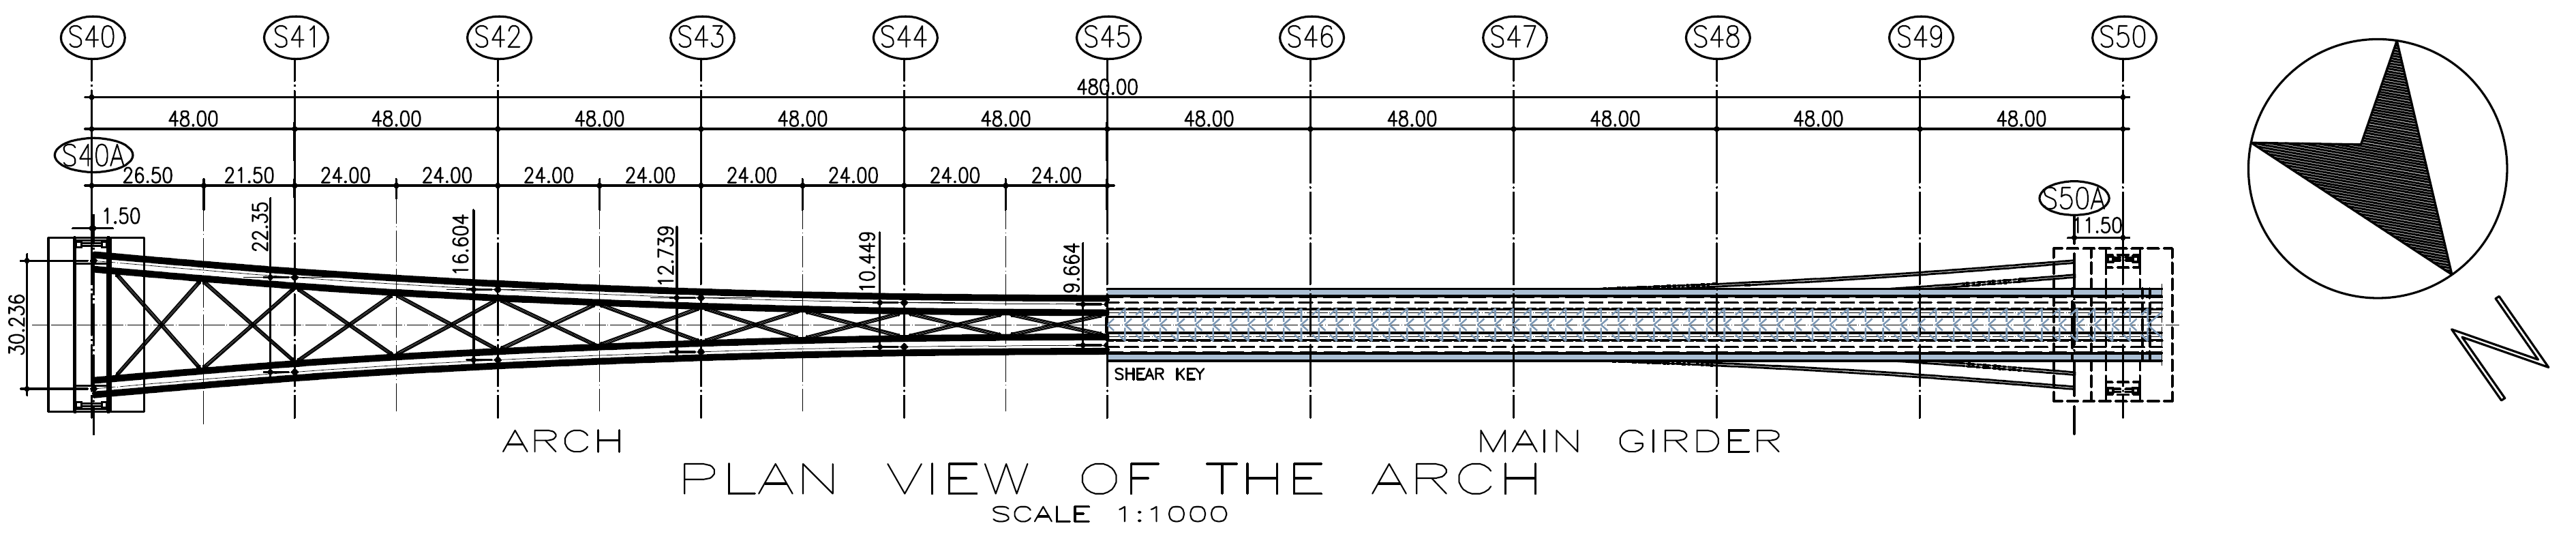 S40 S41 S42 S43 S44 S45 S46 S47 S48 S49 S50
480.00
48.00 48.00 48.00 48.00 48.00 48.00 48.00 48.00 48.00 48.00
S40A
26.50 21.50 24.00 24.00 24.00 24.00 24.00 24.00 24.00 24.00
S50A
1.50 22.35 16.604 12.739 10.449 9.664 11.50
30.236
SHEAR KEY
N
ARCH MAIN GIRDER
PLAN VIEW OF THE ARCH
SCALE 1:1000